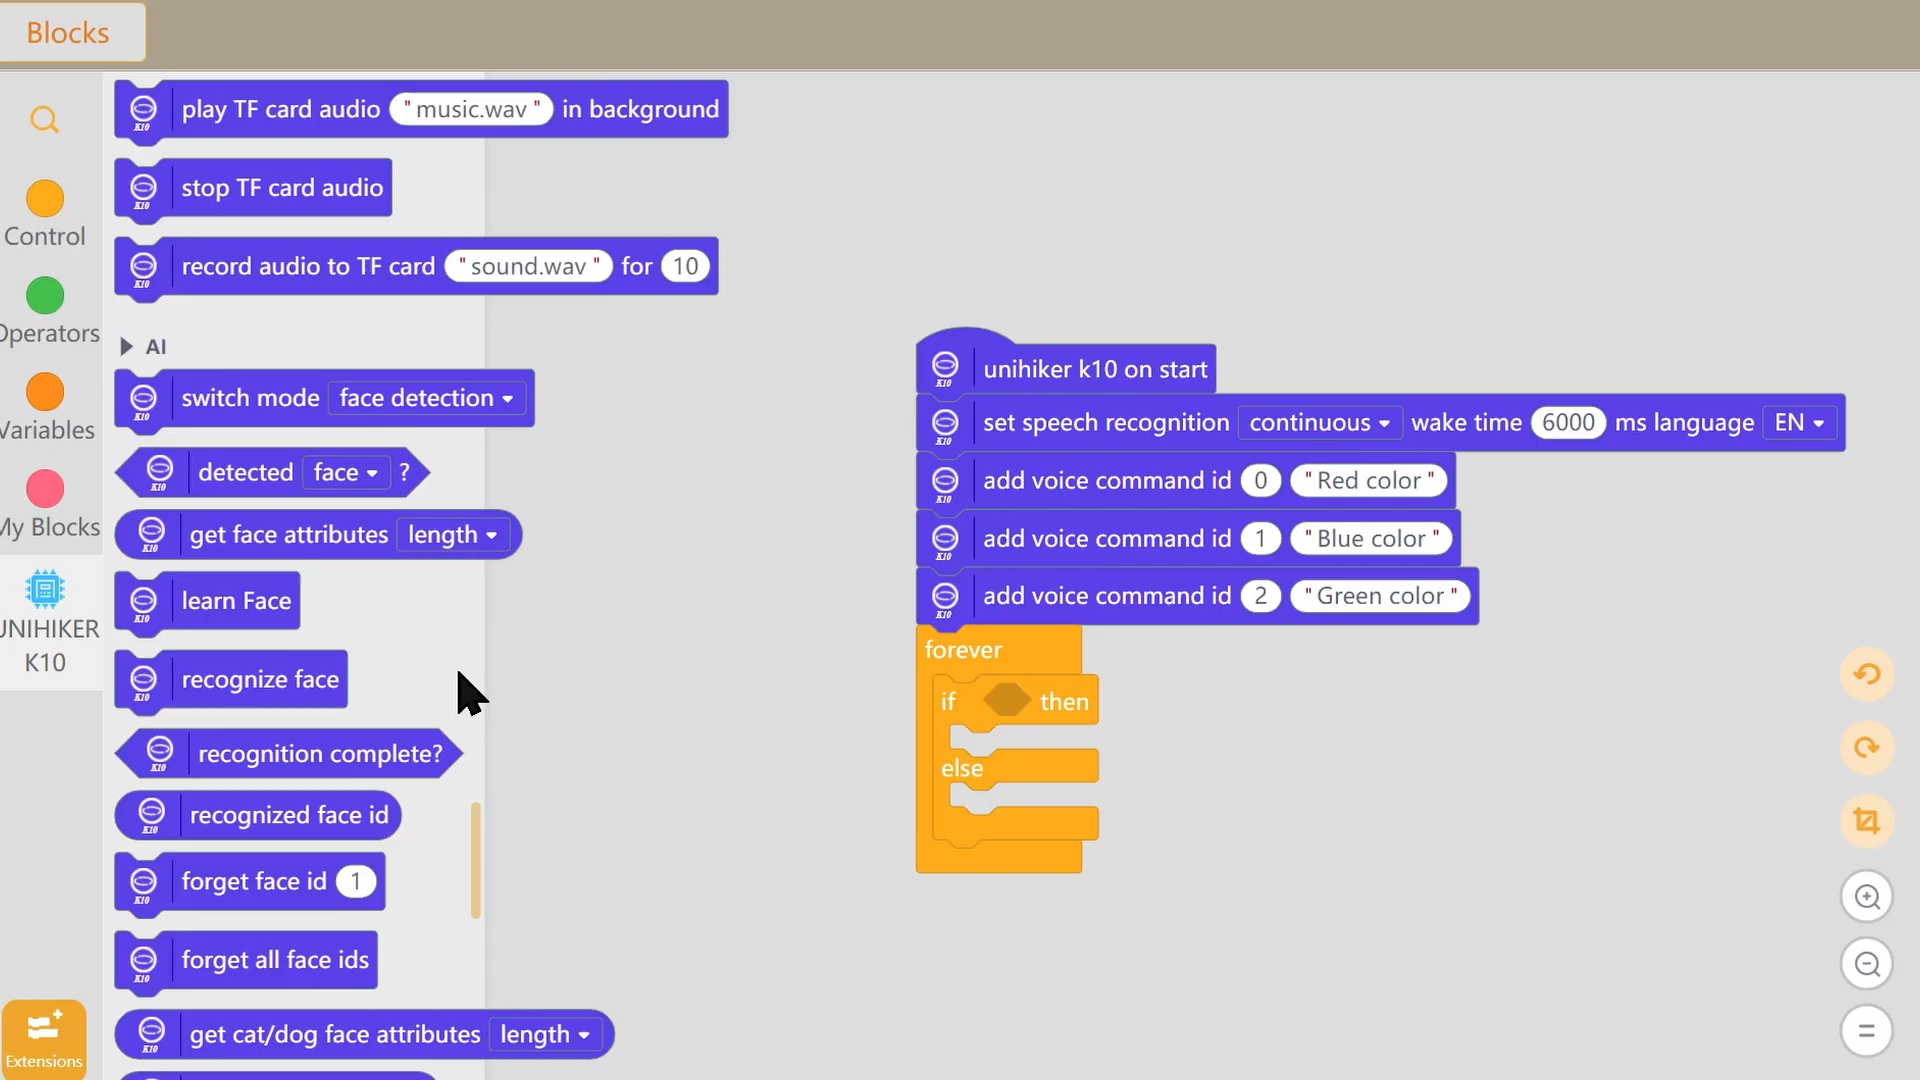 Blocks
play TF card audio "music.wav" in background
stop TF card audio
record audio to TF card "sound.wav" for 10
AI
switch mode face detection
detected face ?
get face attributes length
learn Face
recognize face
recognition complete?
recognized face id
forget face id 1
forget all face ids
get cat/dog face attributes length
Control
Operators
Variables
My Blocks
UNIHIKER
K10
Extensions
unihiker k10 on start
set speech recognition continuous wake time 6000 ms language EN
add voice command id 0 "Red color"
add voice command id 1 "Blue color"
add voice command id 2 "Green color"
forever
if then
else